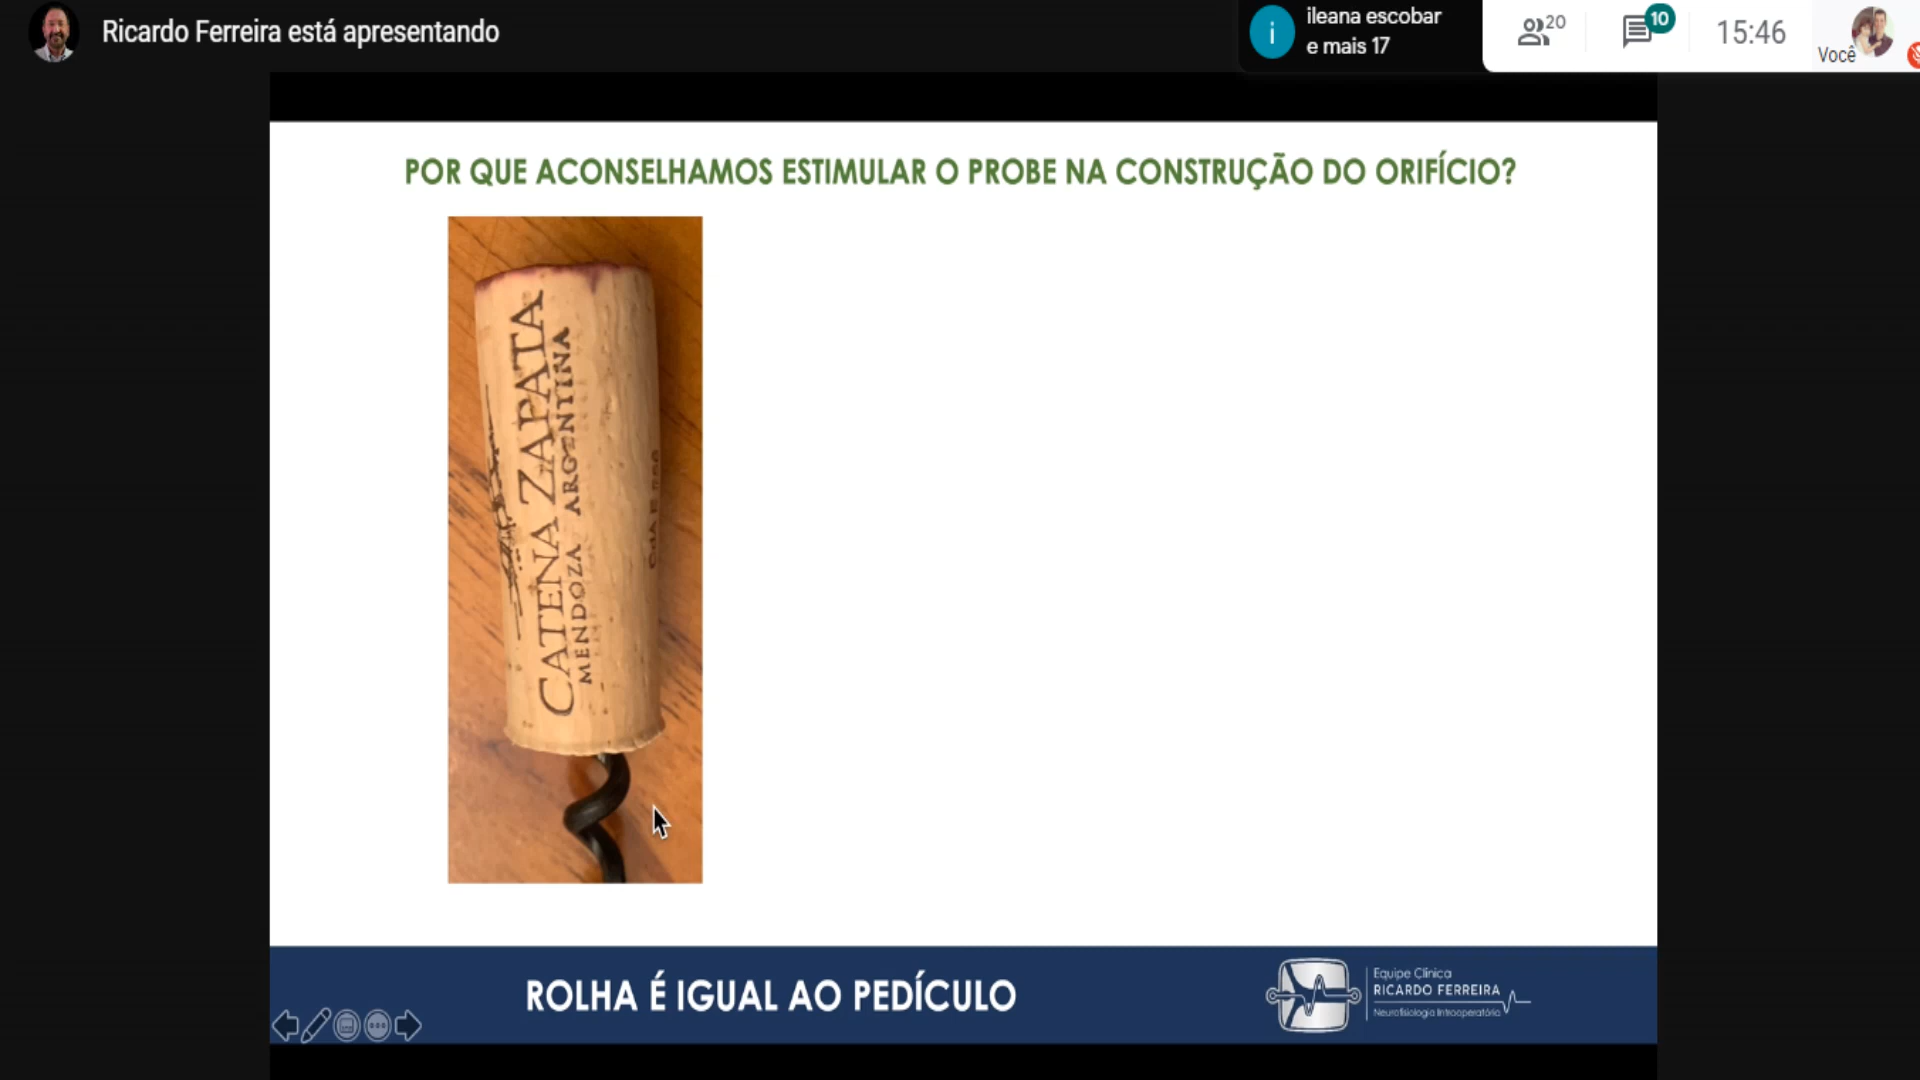 Ricardo Ferreira está apresentando
i
ileana escobar
e mais 17
20
10
15:46
Você
POR QUE ACONSELHAMOS ESTIMULAR O PROBE NA CONSTRUÇÃO DO ORIFÍCIO?
CATENA ZAPATA
MENDOZA ARGENTINA
ROLHA É IGUAL AO PEDÍCULO
Equipe Clínica
RICARDO FERREIRA
Neurofisiologia Intraoperatória